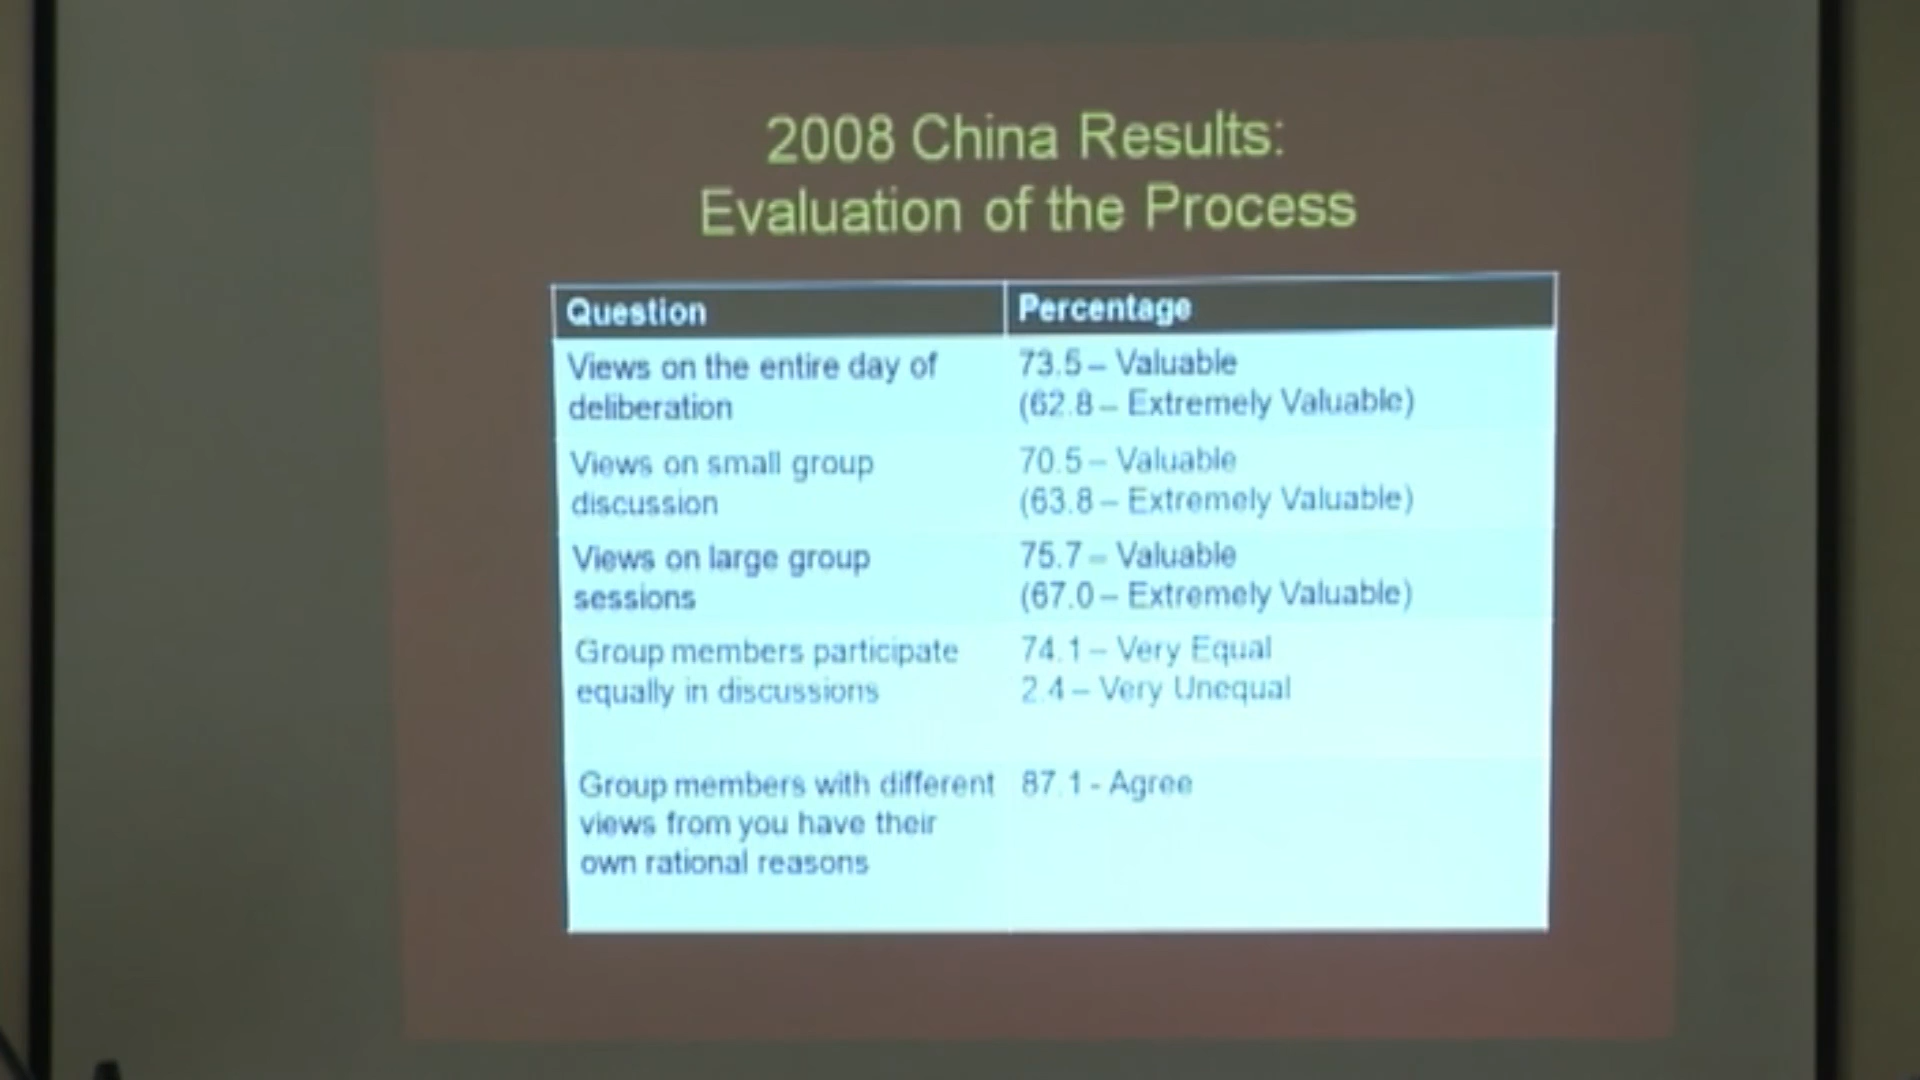 2008 China Results:
Evaluation of the Process
Question
Percentage
Views on the entire day of
deliberation
73.5 – Valuable
(62.8 – Extremely Valuable)
Views on small group
discussion
70.5 – Valuable
(63.8 – Extremely Valuable)
Views on large group
sessions
75.7 – Valuable
(67.0 – Extremely Valuable)
Group members participate
equally in discussions
74.1 – Very Equal
2.4 – Very Unequal
Group members with different
views from you have their
own rational reasons
87.1 - Agree